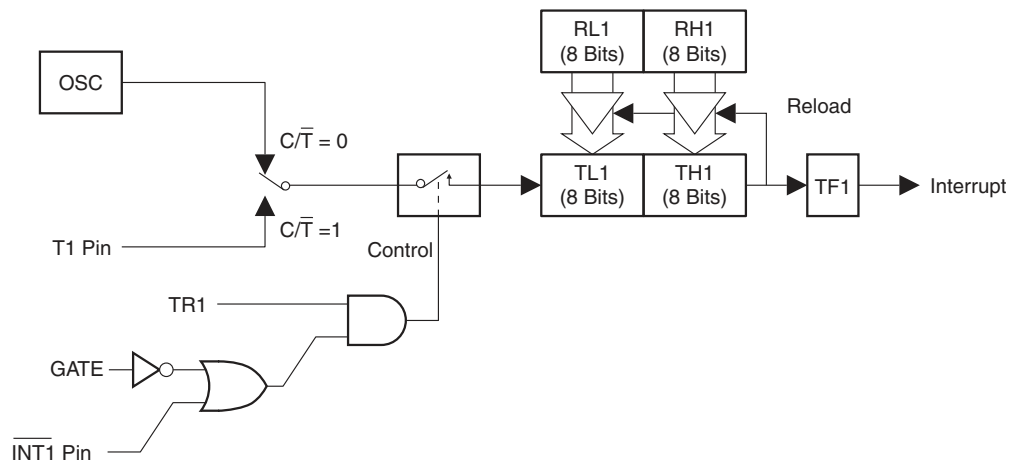 RL1
(8 Bits)
RH1
(8 Bits)
OSC
Reload
C/T̅ = 0
TL1
(8 Bits)
TH1
(8 Bits)
TF1
Interrupt
C/T̅ =1
T1 Pin
Control
TR1
GATE
I̅N̅T̅1̅ Pin